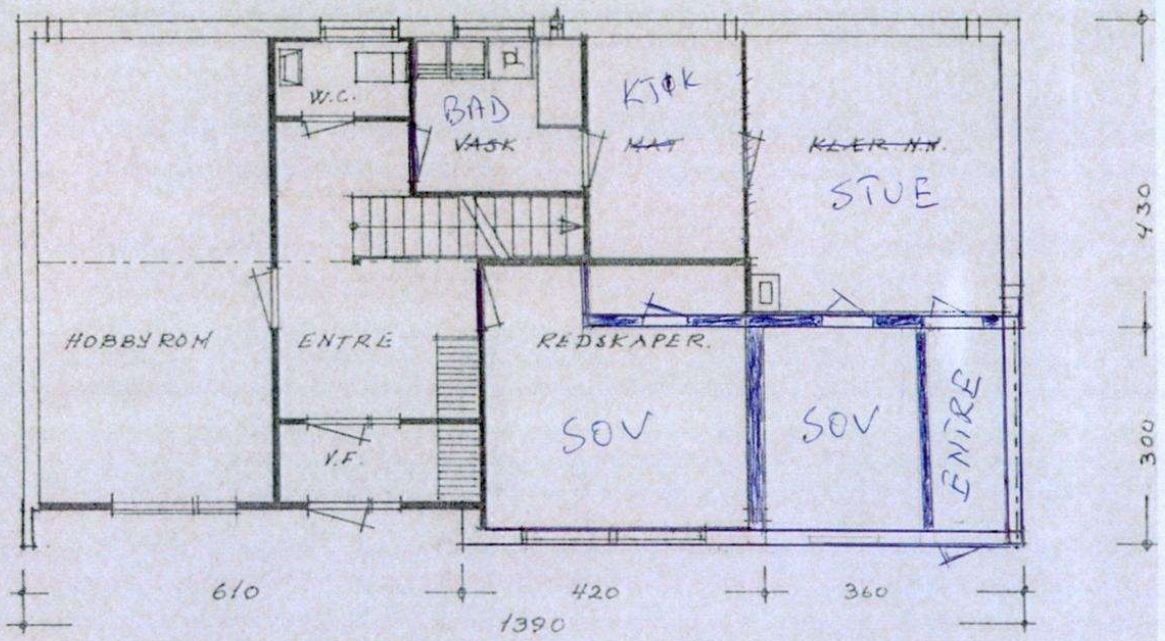 W.C.
BAD
VASK
KJØK
MAT
KLÆR N.N.
STUE
430
HOBBYROM
ENTRE
REDSKAPER.
SOV
SOV
ENTRE
300
V.F.
610
420
360
1390